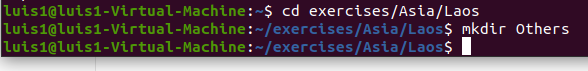 luis1@luis1-Virtual-Machine:~$ cd exercises/Asia/Laos
luis1@luis1-Virtual-Machine:~/exercises/Asia/Laos$ mkdir Others
luis1@luis1-Virtual-Machine:~/exercises/Asia/Laos$